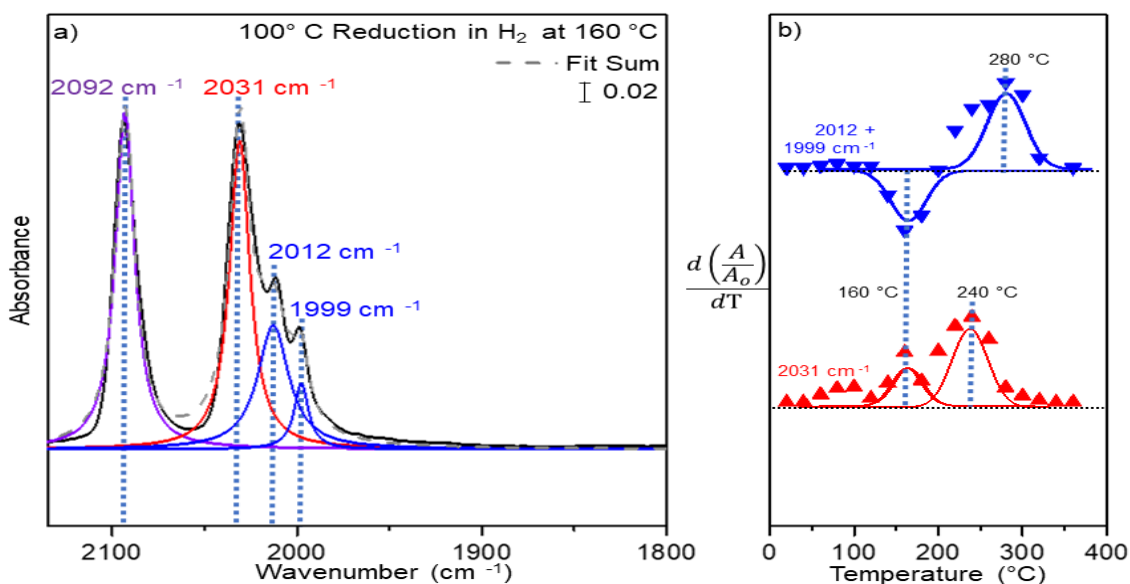 a)
100° C Reduction in H₂ at 160 °C
Fit Sum
0.02
2092 cm ⁻¹
2031 cm ⁻¹
2012 cm ⁻¹
1999 cm ⁻¹
Absorbance
2100
2000
1900
1800
Wavenumber (cm ⁻¹)
b)
280 °C
2012 +
1999 cm⁻¹
d(A/Aₒ)
dT
160 °C
240 °C
2031 cm⁻¹
0
100
200
300
400
Temperature (°C)